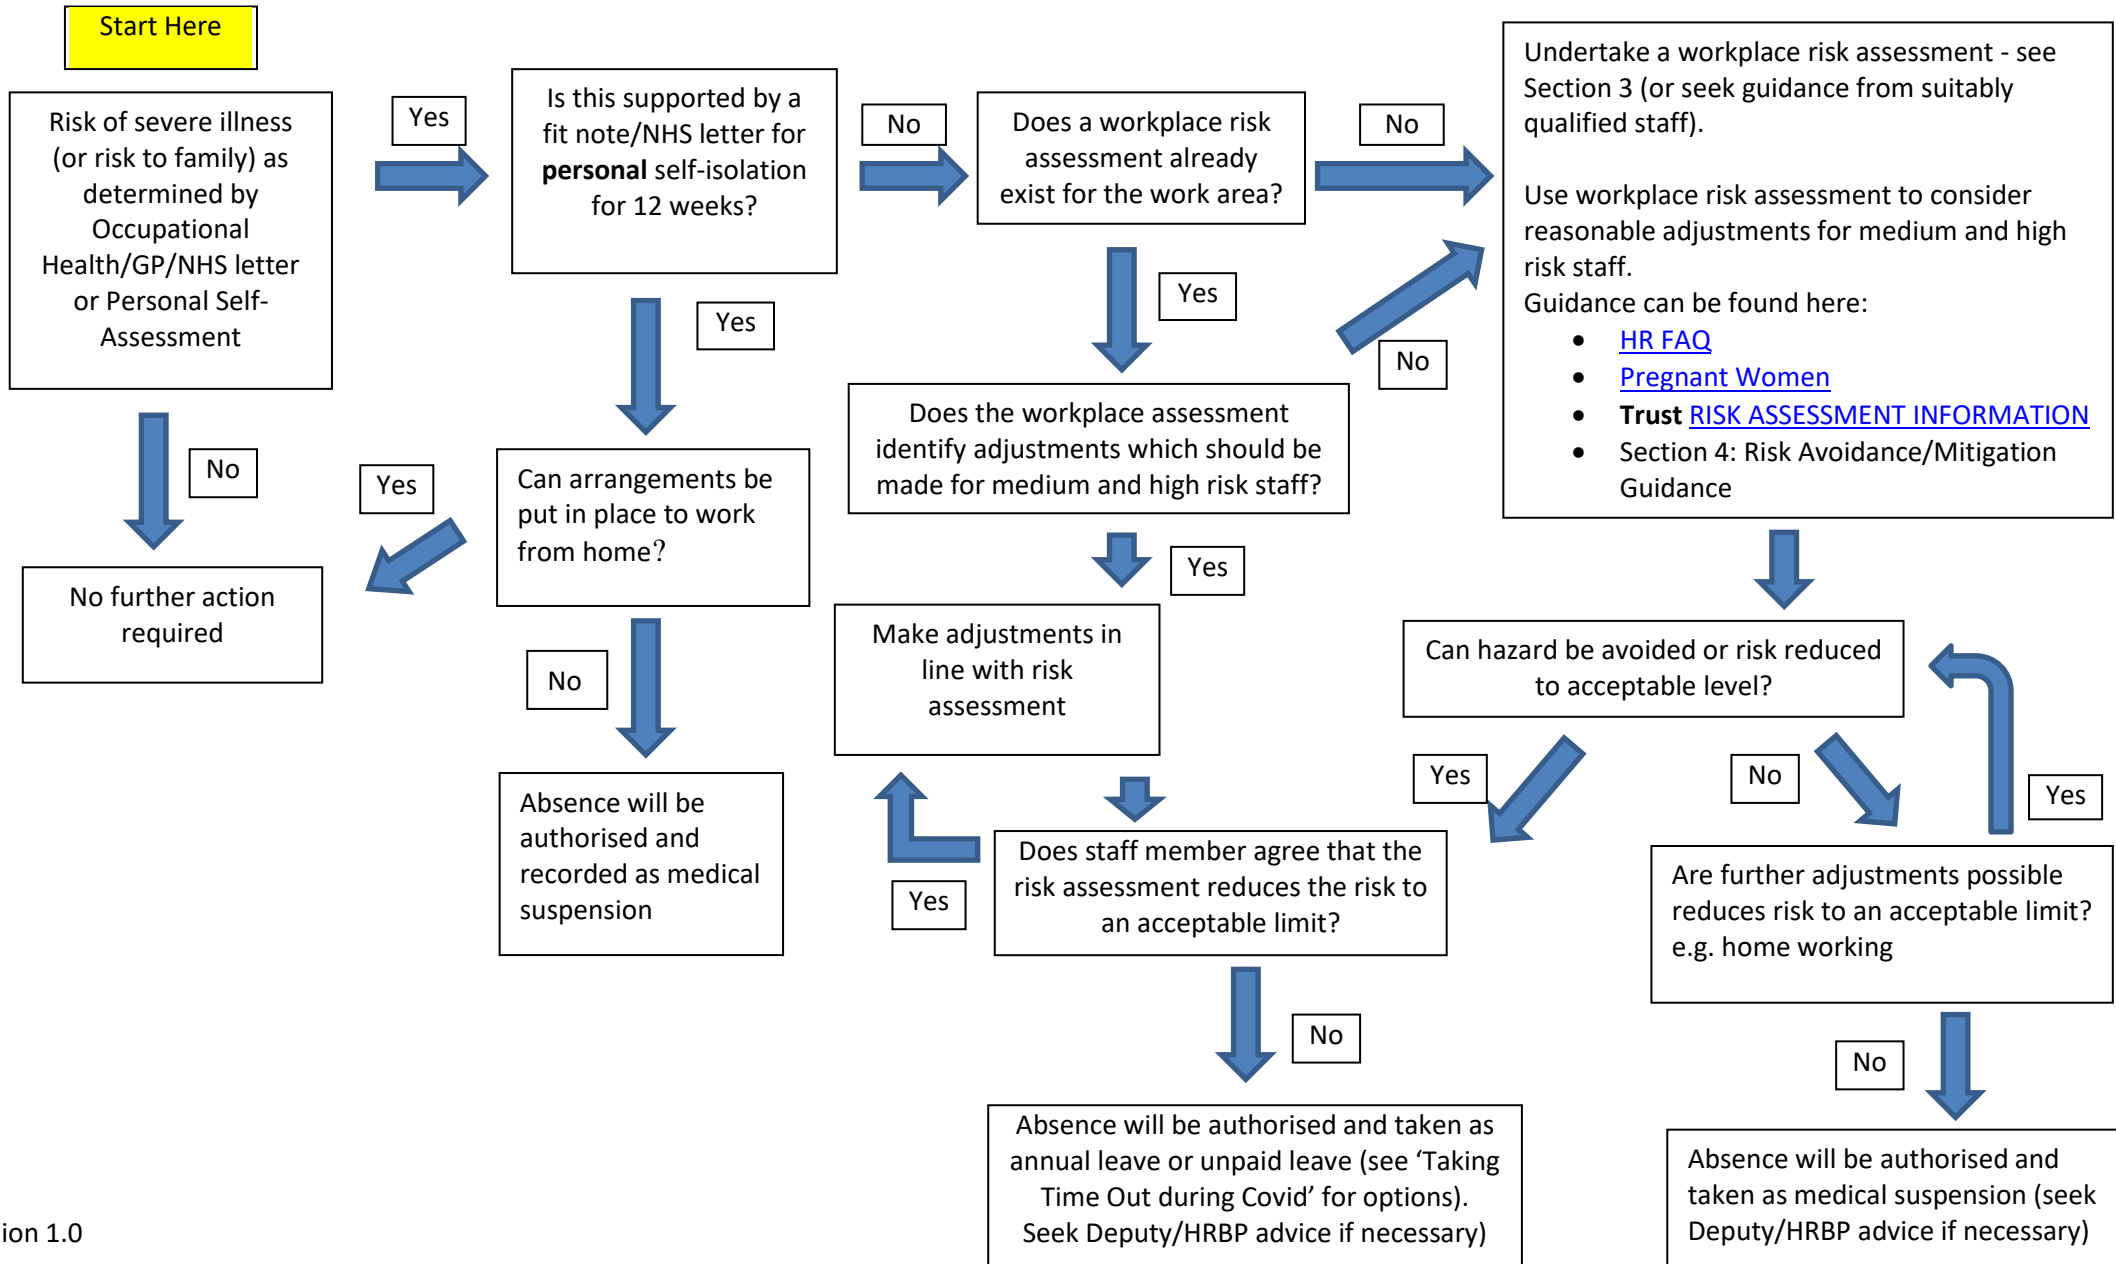 Start Here
Risk of severe illness
(or risk to family) as
determined by
Occupational
Health/GP/NHS letter
or Personal Self-
Assessment
Yes
Is this supported by a
fit note/NHS letter for
personal self-isolation
for 12 weeks?
No
Does a workplace risk
assessment already
exist for the work area?
No
Undertake a workplace risk assessment - see
Section 3 (or seek guidance from suitably
qualified staff).
Use workplace risk assessment to consider
reasonable adjustments for medium and high
risk staff.
Guidance can be found here:
• HR FAQ
• Pregnant Women
• Trust RISK ASSESSMENT INFORMATION
• Section 4: Risk Avoidance/Mitigation
Guidance
Yes
Yes
No
Does the workplace assessment
identify adjustments which should be
made for medium and high risk staff?
No
Yes
Can arrangements be
put in place to work
from home?
No further action
required
Yes
Make adjustments in
line with risk
assessment
Can hazard be avoided or risk reduced
to acceptable level?
No
Absence will be
authorised and
recorded as medical
suspension
Yes
No
Yes
Yes
Does staff member agree that the
risk assessment reduces the risk to
an acceptable limit?
Are further adjustments possible
reduces risk to an acceptable limit?
e.g. home working
No
No
Absence will be authorised and taken as
annual leave or unpaid leave (see ‘Taking
Time Out during Covid’ for options).
Seek Deputy/HRBP advice if necessary)
Absence will be authorised and
taken as medical suspension (seek
Deputy/HRBP advice if necessary)
ion 1.0